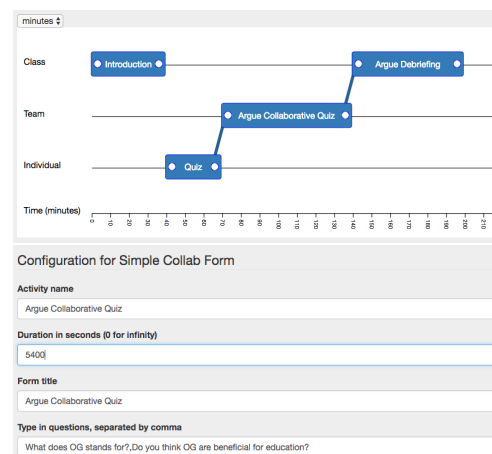 minutes
Class
Introduction
Argue Debriefing
Team
Argue Collaborative Quiz
Individual
Quiz
Time (minutes)
0 10 20 30 40 50 60 70 80 90 100 110 120 130 140 150 160 170 180 190 200 210
Configuration for Simple Collab Form
Activity name
Argue Collaborative Quiz
Duration in seconds (0 for infinity)
5400
Form title
Argue Collaborative Quiz
Type in questions, separated by comma
What does OG stands for?,Do you think OG are beneficial for education?